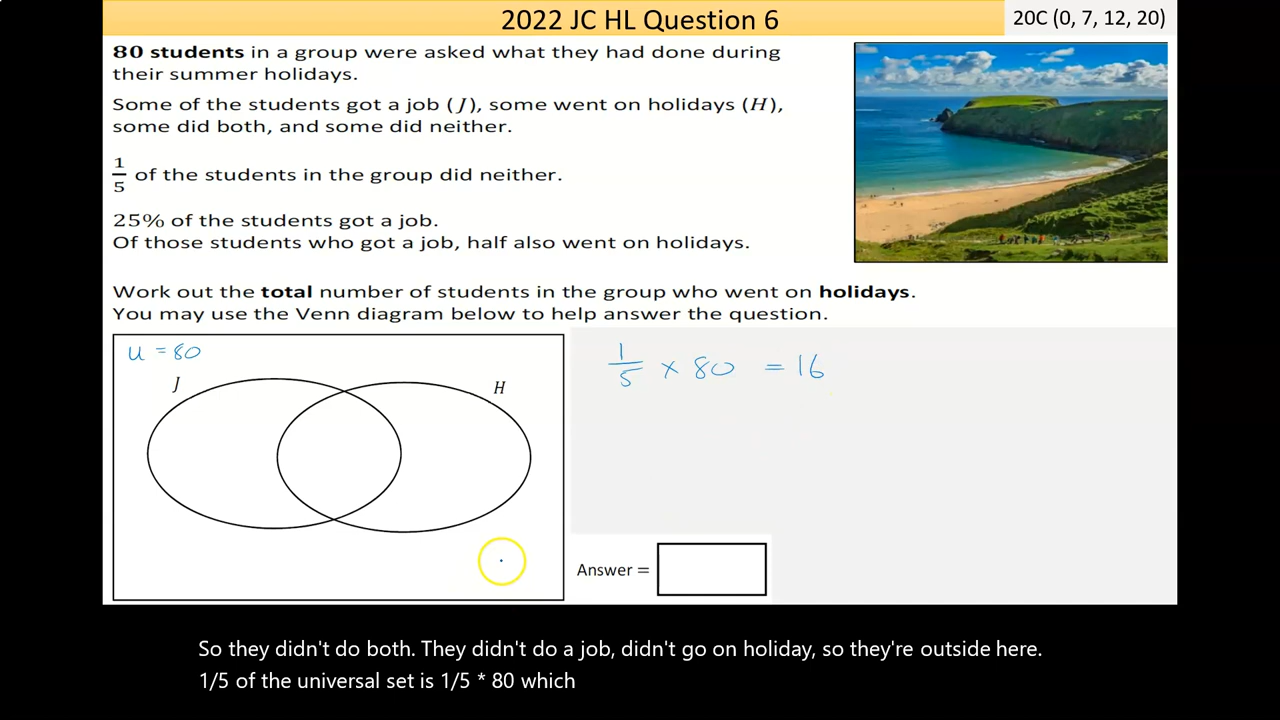 2022 JC HL Question 6
20C (0, 7, 12, 20)
80 students in a group were asked what they had done during
their summer holidays.
Some of the students got a job (J), some went on holidays (H),
some did both, and some did neither.
1/5 of the students in the group did neither.
25% of the students got a job.
Of those students who got a job, half also went on holidays.
Work out the total number of students in the group who went on holidays.
You may use the Venn diagram below to help answer the question.
u = 80
J
H
1/5 × 80 = 16
Answer =
So they didn't do both. They didn't do a job, didn't go on holiday, so they're outside here.
1/5 of the universal set is 1/5 * 80 which